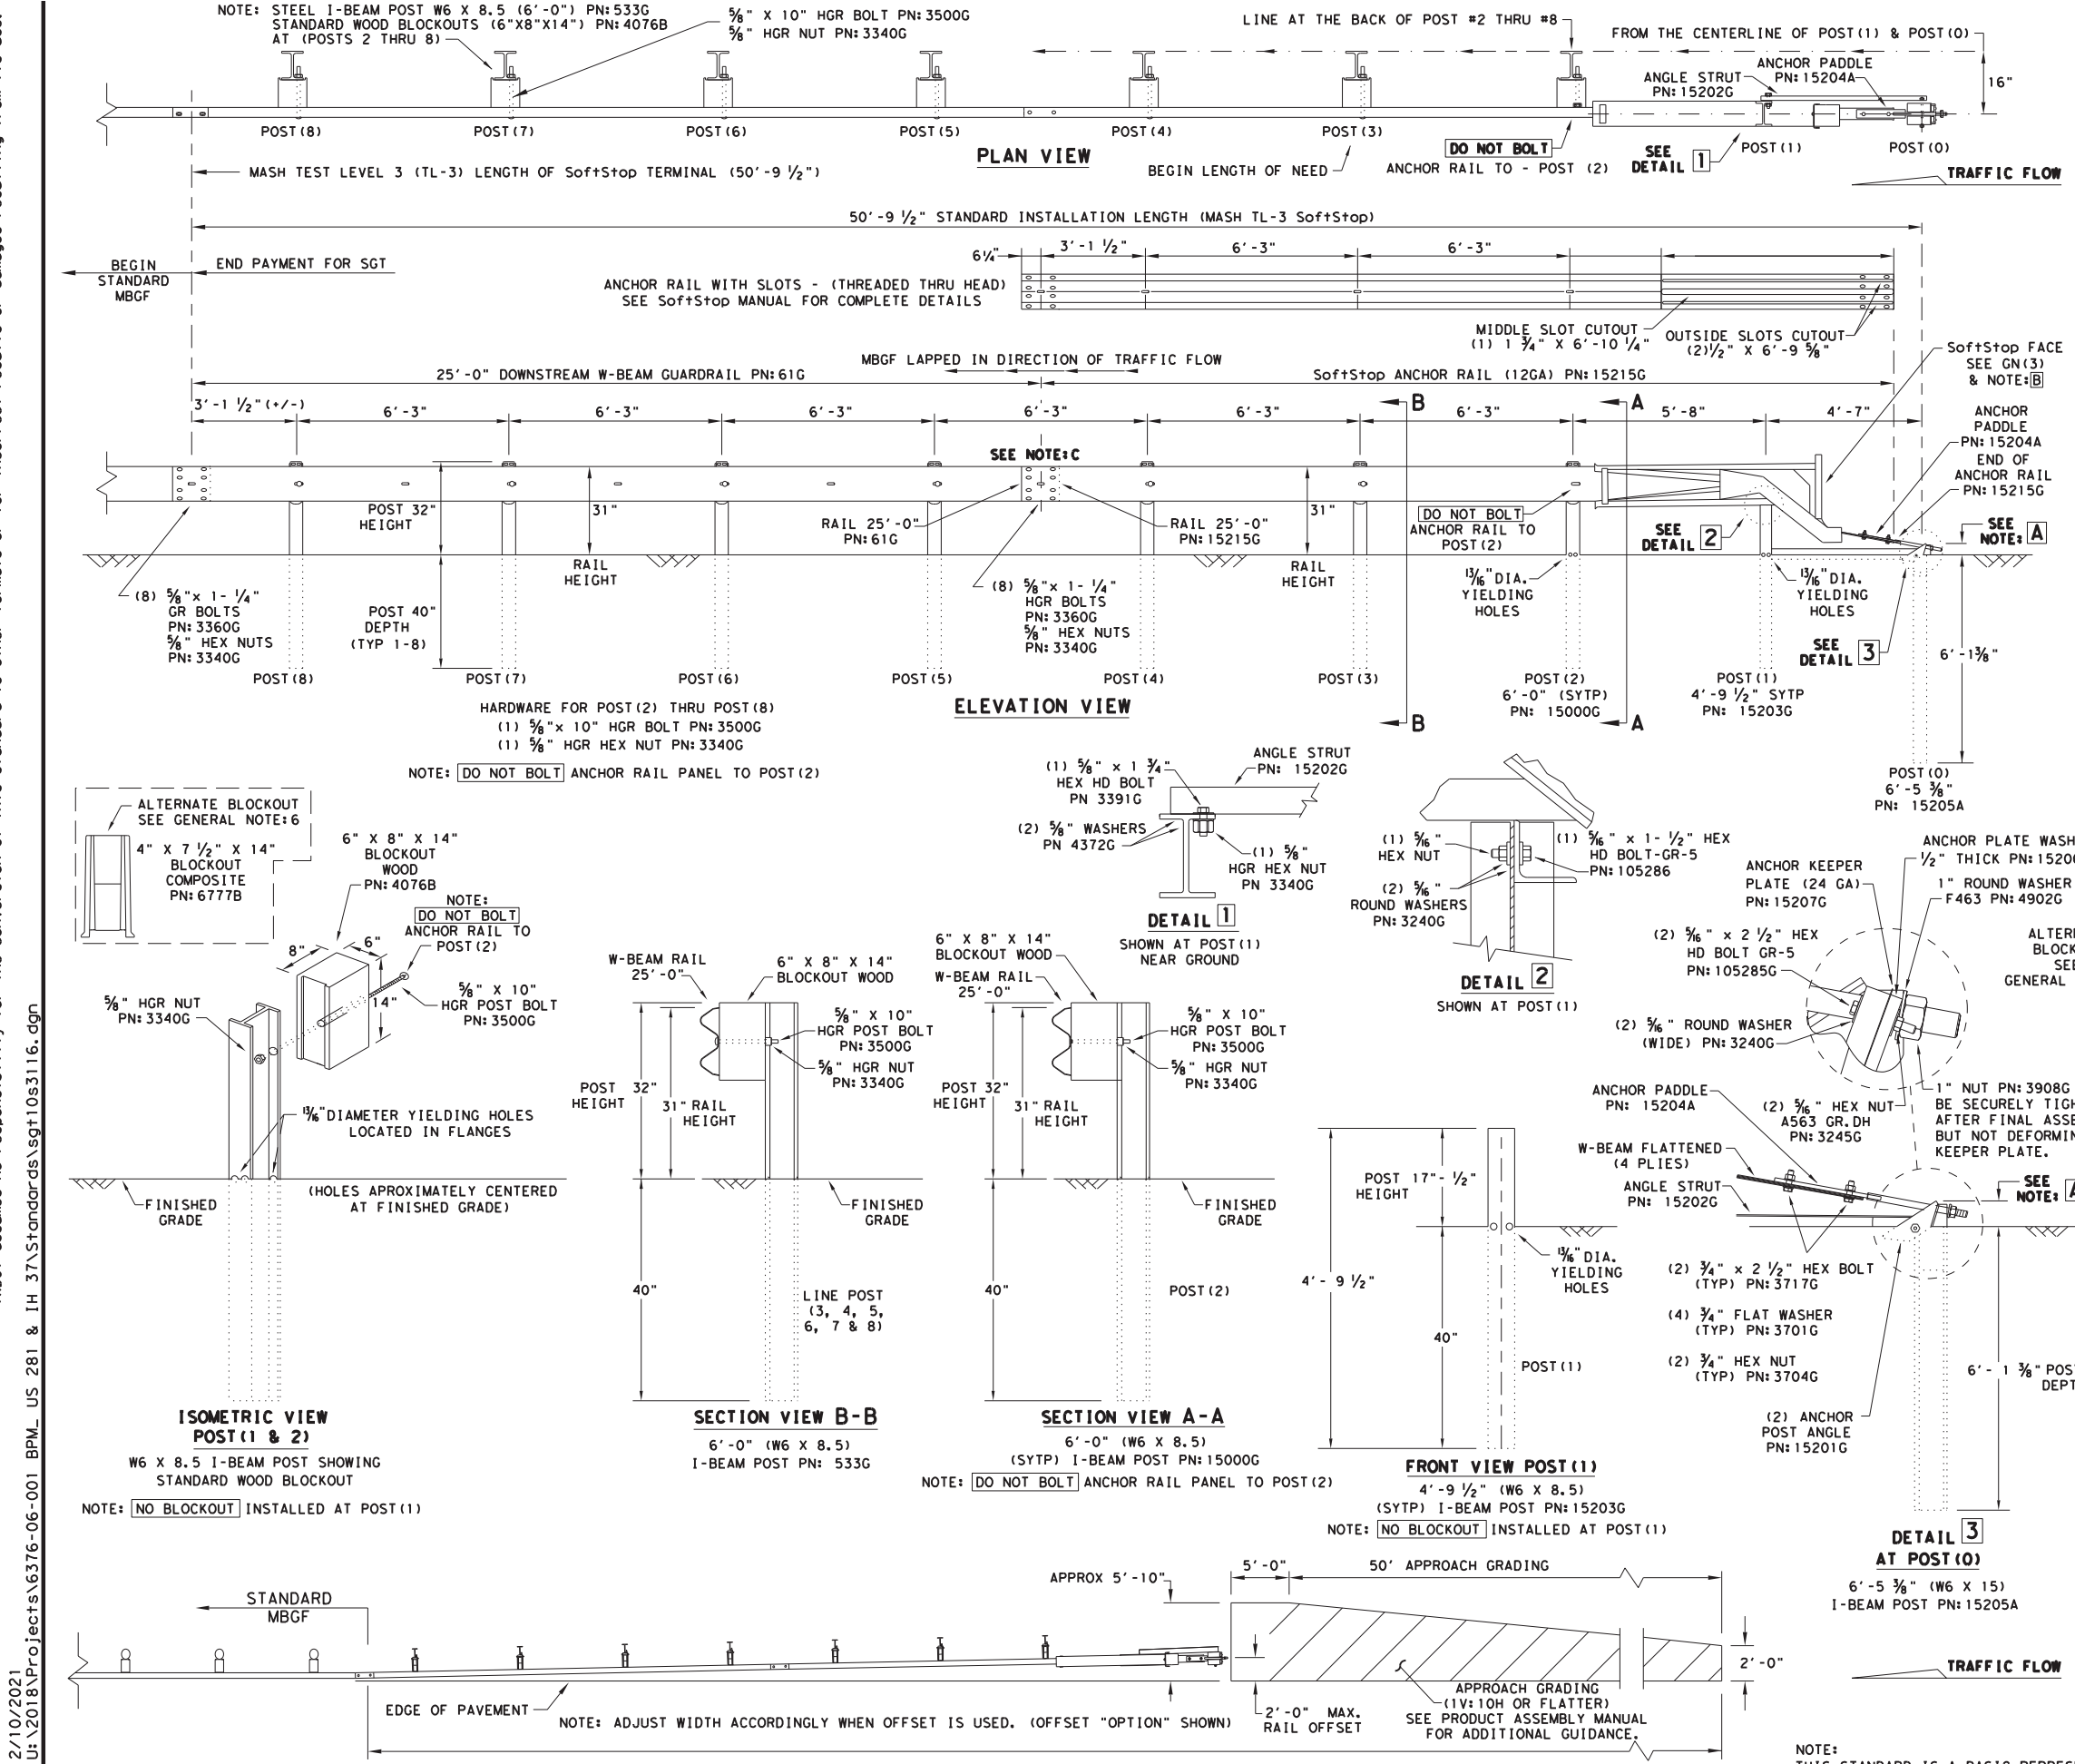 NOTE: STEEL I-BEAM POST W6 X 8.5 (6'-0") PN:533G
STANDARD WOOD BLOCKOUTS (6"X8"X14") PN:4076B
AT (POSTS 2 THRU 8)
⅝" X 10" HGR BOLT PN:3500G
⅝" HGR NUT PN:3340G
LINE AT THE BACK OF POST #2 THRU #8
FROM THE CENTERLINE OF POST(1) & POST(0)
ANCHOR PADDLE
PN:15204A
ANGLE STRUT
PN:15202G
16"
POST(8)
POST(7)
POST(6)
POST(5)
POST(4)
POST(3)
POST(1)
POST(0)
PLAN VIEW
DO NOT BOLT
ANCHOR RAIL TO - POST (2)
SEE
DETAIL 1
BEGIN LENGTH OF NEED
MASH TEST LEVEL 3 (TL-3) LENGTH OF SoftStop TERMINAL (50'-9 ½")
TRAFFIC FLOW
50'-9 ½" STANDARD INSTALLATION LENGTH (MASH TL-3 SoftStop)
BEGIN
STANDARD
MBGF
END PAYMENT FOR SGT
6¼"
3'-1 ½"
6'-3"
6'-3"
ANCHOR RAIL WITH SLOTS - (THREADED THRU HEAD)
SEE SoftStop MANUAL FOR COMPLETE DETAILS
MIDDLE SLOT CUTOUT
(1) 1 ¾" X 6'-10 ¼"
OUTSIDE SLOTS CUTOUT
(2)½" X 6'-9 ⅝"
MBGF LAPPED IN DIRECTION OF TRAFFIC FLOW
SoftStop FACE
SEE GN(3)
& NOTE:B
25'-0" DOWNSTREAM W-BEAM GUARDRAIL PN:61G
SoftStop ANCHOR RAIL (12GA) PN:15215G
3'-1 ½"(+/-)
6'-3"
6'-3"
6'-3"
6'-3"
6'-3"
6'-3"
5'-8"
4'-7"
B
A
ANCHOR
PADDLE
PN:15204A
END OF
ANCHOR RAIL
PN:15215G
SEE NOTE:C
POST 32"
HEIGHT
31"
RAIL
HEIGHT
RAIL 25'-0"
PN:61G
RAIL 25'-0"
PN:15215G
31"
RAIL
HEIGHT
DO NOT BOLT
ANCHOR RAIL TO
POST(2)
SEE
DETAIL 2
SEE
NOTE: A
(8) ⅝"x 1- ¼"
GR BOLTS
PN:3360G
⅝" HEX NUTS
PN:3340G
POST 40"
DEPTH
(TYP 1-8)
(8) ⅝"x 1- ¼"
HGR BOLTS
PN:3360G
⅝" HEX NUTS
PN:3340G
13/16"DIA.
YIELDING
HOLES
13/16"DIA.
YIELDING
HOLES
SEE
DETAIL 3
6'-1⅜"
POST(8)
POST(7)
POST(6)
POST(5)
POST(4)
POST(3)
POST(2)
6'-0" (SYTP)
PN: 15000G
POST(1)
4'-9 ½" SYTP
PN: 15203G
HARDWARE FOR POST(2) THRU POST(8)
(1) ⅝"x 10" HGR BOLT PN:3500G
(1) ⅝" HGR HEX NUT PN:3340G
ELEVATION VIEW
B
A
NOTE: DO NOT BOLT ANCHOR RAIL PANEL TO POST(2)
POST(0)
6'-5 ⅜"
PN: 15205A
ALTERNATE BLOCKOUT
SEE GENERAL NOTE:6
4" X 7 ½" X 14"
BLOCKOUT
COMPOSITE
PN:6777B
6" X 8" X 14"
BLOCKOUT
WOOD
PN:4076B
NOTE:
DO NOT BOLT
ANCHOR RAIL TO
POST(2)
8"
6"
14"
⅝" X 10"
HGR POST BOLT
PN:3500G
⅝" HGR NUT
PN:3340G
13/16"DIAMETER YIELDING HOLES
LOCATED IN FLANGES
FINISHED
GRADE
(HOLES APROXIMATELY CENTERED
AT FINISHED GRADE)
ISOMETRIC VIEW
POST(1 & 2)
W6 X 8.5 I-BEAM POST SHOWING
STANDARD WOOD BLOCKOUT
NOTE: NO BLOCKOUT INSTALLED AT POST(1)
W-BEAM RAIL
25'-0"
6" X 8" X 14"
BLOCKOUT WOOD
⅝" X 10"
HGR POST BOLT
PN:3500G
⅝" HGR NUT
PN:3340G
POST 32"
HEIGHT
31" RAIL
HEIGHT
FINISHED
GRADE
40"
LINE POST
(3, 4, 5,
6, 7 & 8)
SECTION VIEW B-B
6'-0" (W6 X 8.5)
I-BEAM POST PN: 533G
6" X 8" X 14"
BLOCKOUT WOOD
W-BEAM RAIL
25'-0"
⅝" X 10"
HGR POST BOLT
PN:3500G
⅝" HGR NUT
PN:3340G
POST 32"
HEIGHT
31" RAIL
HEIGHT
FINISHED
GRADE
40"
POST(2)
SECTION VIEW A-A
6'-0" (W6 X 8.5)
(SYTP) I-BEAM POST PN:15000G
NOTE: DO NOT BOLT ANCHOR RAIL PANEL TO POST(2)
ANGLE STRUT
PN: 15202G
(1) ⅝" x 1 ¾"
HEX HD BOLT
PN 3391G
(2) ⅝" WASHERS
PN 4372G
(1) ⅝"
HGR HEX NUT
PN 3340G
DETAIL 1
SHOWN AT POST(1)
NEAR GROUND
(1) 5/16"
HEX NUT
(2) 5/16"
ROUND WASHERS
PN:3240G
(1) 5/16" x 1-½" HEX
HD BOLT-GR-5
PN:105286
DETAIL 2
SHOWN AT POST(1)
ANCHOR PLATE WASH
½" THICK PN:1520
ANCHOR KEEPER
PLATE (24 GA)
PN:15207G
1" ROUND WASHER
F463 PN:4902G
(2) 5/16" x 2 ½" HEX
HD BOLT GR-5
PN:105285G
SE
GENERAL
(2) 5/16" ROUND WASHER
(WIDE) PN:3240G
ANCHOR PADDLE
PN: 15204A
(2) 5/16" HEX NUT
A563 GR.DH
PN:3245G
1" NUT PN:3908G
BE SECURELY TIGH
AFTER FINAL ASSE
BUT NOT DEFORMIN
KEEPER PLATE.
W-BEAM FLATTENED
(4 PLIES)
ANGLE STRUT
PN: 15202G
SEE
NOTE: A
(2) ¾" x 2 ½" HEX BOLT
(TYP) PN:3717G
(4) ¾" FLAT WASHER
(TYP) PN:3701G
(2) ¾" HEX NUT
(TYP) PN:3704G
6'- 1 ⅜" POS
DEPT
(2) ANCHOR
POST ANGLE
PN:15201G
DETAIL 3
AT POST(0)
6'-5 ⅜" (W6 X 15)
I-BEAM POST PN:15205A
POST 17"-½"
HEIGHT
4'- 9 ½"
13/16"DIA.
YIELDING
HOLES
40"
POST(1)
FRONT VIEW POST(1)
4'-9 ½" (W6 X 8.5)
(SYTP) I-BEAM POST PN:15203G
NOTE: NO BLOCKOUT INSTALLED AT POST(1)
STANDARD
MBGF
APPROX 5'-10"
5'-0"
50' APPROACH GRADING
2'-0"
TRAFFIC FLOW
EDGE OF PAVEMENT
NOTE: ADJUST WIDTH ACCORDINGLY WHEN OFFSET IS USED. (OFFSET "OPTION" SHOWN)
2'-0" MAX.
RAIL OFFSET
APPROACH GRADING
(1V:10H OR FLATTER)
SEE PRODUCT ASSEMBLY MANUAL
FOR ADDITIONAL GUIDANCE.
NOTE:
2/10/2021
U:\2018\Projects\6376-06-001 BPM_ US 281 & IH 37\Standards\sgt10s3116.dgn